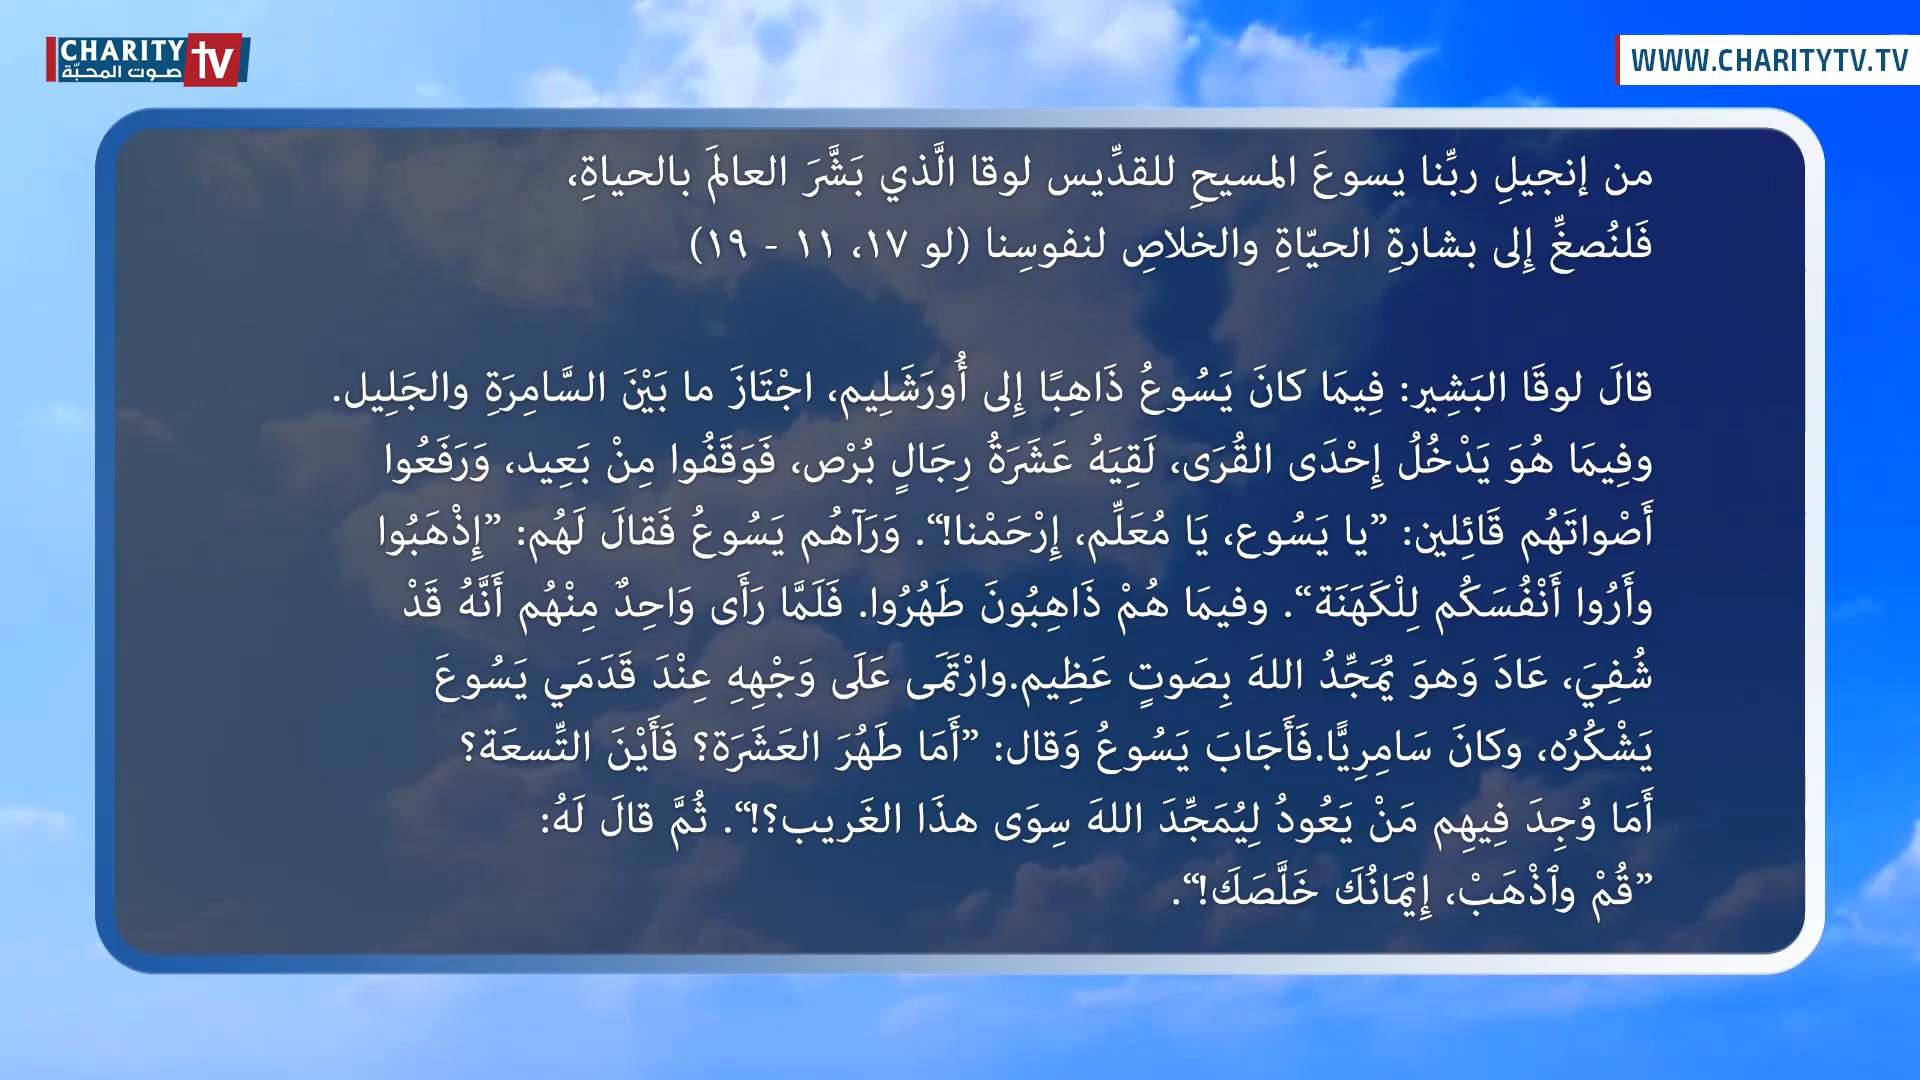 CHARITY tv
صوت المحبّة
WWW.CHARITYTV.TV
من إنجيلِ ربِّنا يسوعَ المسيحِ للقدِّيس لوقا الَّذي بَشَّرَ العالمَ بالحياةِ،
فَلنُصغِّ إِلى بشارةِ الحيّاةِ والخلاصِ لنفوسِنا (لو ١٧، ١١ - ١٩)
قالَ لوقَا البَشِير: فِيمَا كانَ يَسُوعُ ذَاهِبًا إِلى أُورَشَلِيم، اجْتَازَ ما بَيْنَ السَّامِرَةِ والجَلِيل.
وفِيمَا هُوَ يَدْخُلُ إِحْدَى القُرَى، لَقِيَهُ عَشَرَةُ رِجَالٍ بُرْص، فَوَقَفُوا مِنْ بَعِيد، وَرَفَعُوا
أَصْواتَهُم قَائِلين: ”يا يَسُوع، يَا مُعَلِّم، إِرْحَمْنا!“. وَرَآهُم يَسُوعُ فَقالَ لَهُم: ”إِذْهَبُوا
وأَرُوا أَنْفُسَكُم لِلْكَهَنَة“. وفيمَا هُمْ ذَاهِبُونَ طَهُرُوا. فَلَمَّا رَأَى وَاحِدٌ مِنْهُم أَنَّهُ قَدْ
شُفِيَ، عَادَ وَهوَ يُمَجِّدُ اللهَ بِصَوتٍ عَظِيم.وارْتَمَى عَلَى وَجْهِهِ عِنْدَ قَدَمَي يَسُوعَ
يَشْكُرُه، وكانَ سَامِرِيًّا.فَأَجَابَ يَسُوعُ وَقال: ”أَمَا طَهُرَ العَشَرَة؟ فَأَيْنَ التِّسعَة؟
أَمَا وُجِدَ فِيهِم مَنْ يَعُودُ لِيُمَجِّدَ اللهَ سِوَى هذَا الغَريب؟!“. ثُمَّ قالَ لَهُ:
”قُمْ وٱذْهَبْ، إِيْمَانُكَ خَلَّصَكَ!“.